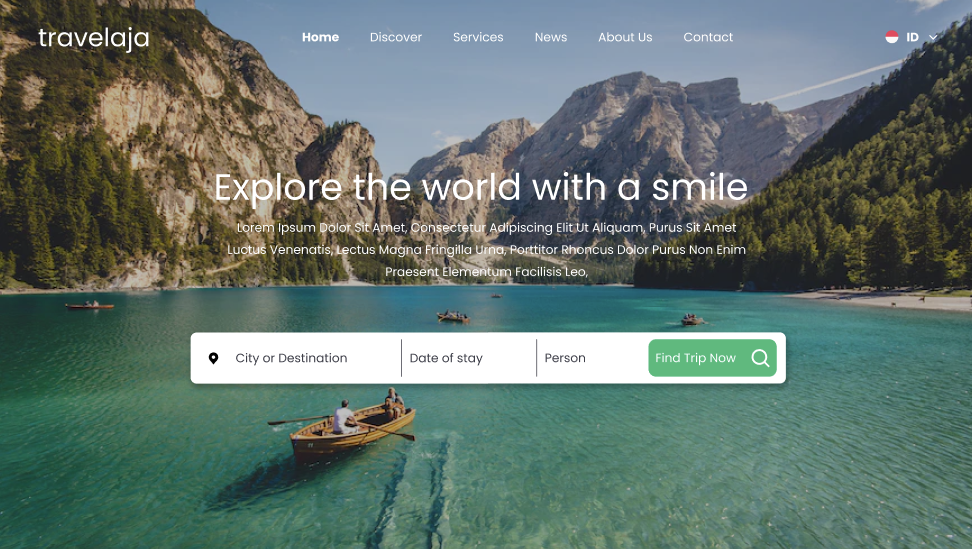 travelaja
Home Discover Services News About Us Contact
ID
Explore the world with a smile
Lorem Ipsum Dolor Sit Amet, Consectetur Adipiscing Elit Ut Aliquam, Purus Sit Amet
Luctus Venenatis, Lectus Magna Fringilla Urna, Porttitor Rhoncus Dolor Purus Non Enim
Praesent Elementum Facilisis Leo,
City or Destination
Date of stay
Person
Find Trip Now